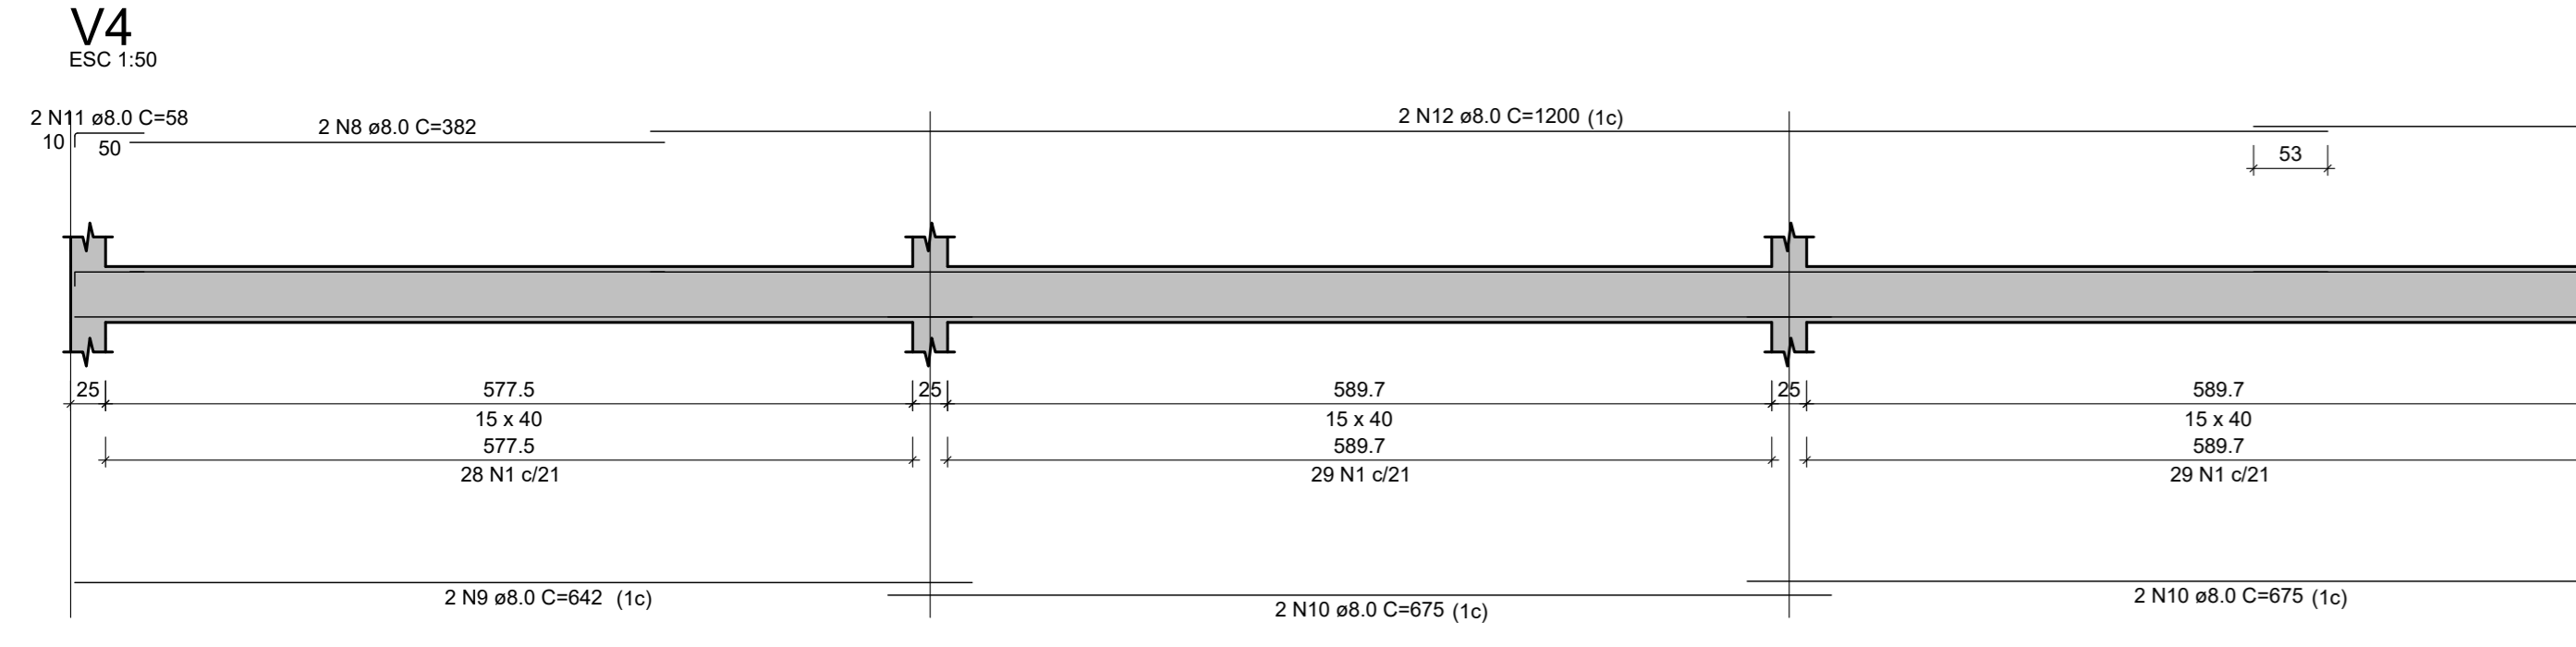 V4
ESC 1:50
2 N11 ø8.0 C=58
2 N8 ø8.0 C=382
2 N12 ø8.0 C=1200 (1c)
10
50
53
25
577.5
25
589.7
25
589.7
15 x 40
15 x 40
15 x 40
577.5
589.7
589.7
28 N1 c/21
29 N1 c/21
29 N1 c/21
2 N9 ø8.0 C=642 (1c)
2 N10 ø8.0 C=675 (1c)
2 N10 ø8.0 C=675 (1c)